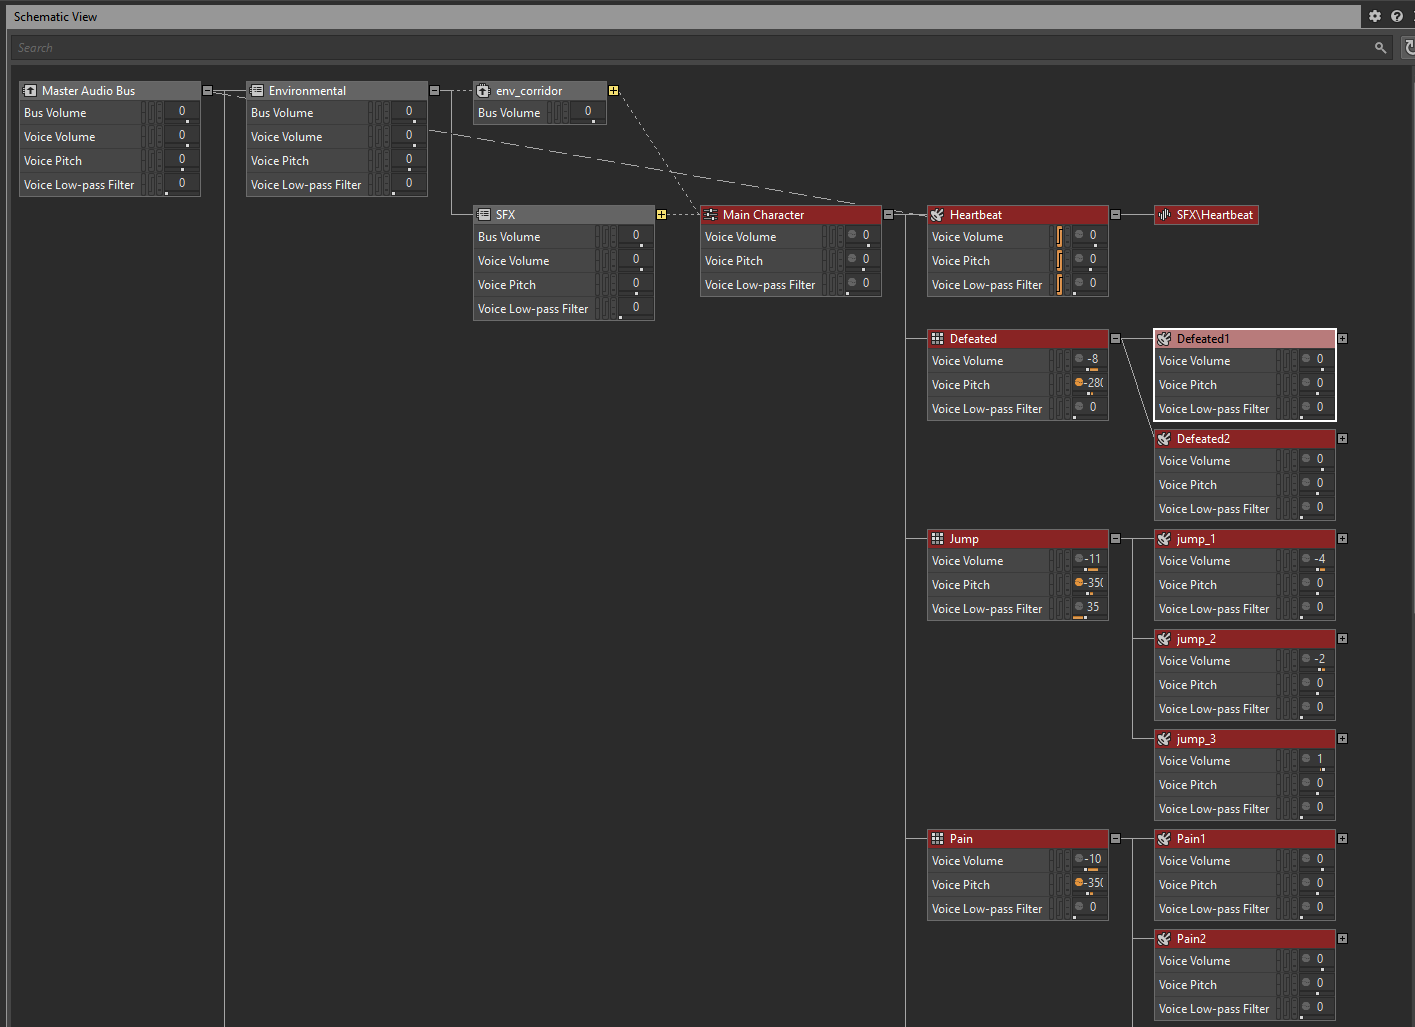 Schematic View
Search
Master Audio Bus
Bus Volume 0
Voice Volume 0
Voice Pitch 0
Voice Low-pass Filter 0
Environmental
Bus Volume 0
Voice Volume 0
Voice Pitch 0
Voice Low-pass Filter 0
env_corridor
Bus Volume 0
SFX
Bus Volume 0
Voice Volume 0
Voice Pitch 0
Voice Low-pass Filter 0
Main Character
Voice Volume 0
Voice Pitch 0
Voice Low-pass Filter 0
Heartbeat
Voice Volume 0
Voice Pitch 0
Voice Low-pass Filter 0
SFX\Heartbeat
Defeated
Voice Volume -8
Voice Pitch -280
Voice Low-pass Filter 0
Defeated1
Voice Volume 0
Voice Pitch 0
Voice Low-pass Filter 0
Defeated2
Voice Volume 0
Voice Pitch 0
Voice Low-pass Filter 0
Jump
Voice Volume -11
Voice Pitch -350
Voice Low-pass Filter 35
jump_1
Voice Volume -4
Voice Pitch 0
Voice Low-pass Filter 0
jump_2
Voice Volume -2
Voice Pitch 0
Voice Low-pass Filter 0
jump_3
Voice Volume 1
Voice Pitch 0
Voice Low-pass Filter 0
Pain
Voice Volume -10
Voice Pitch -350
Voice Low-pass Filter 0
Pain1
Voice Volume 0
Voice Pitch 0
Voice Low-pass Filter 0
Pain2
Voice Volume 0
Voice Pitch 0
Voice Low-pass Filter 0